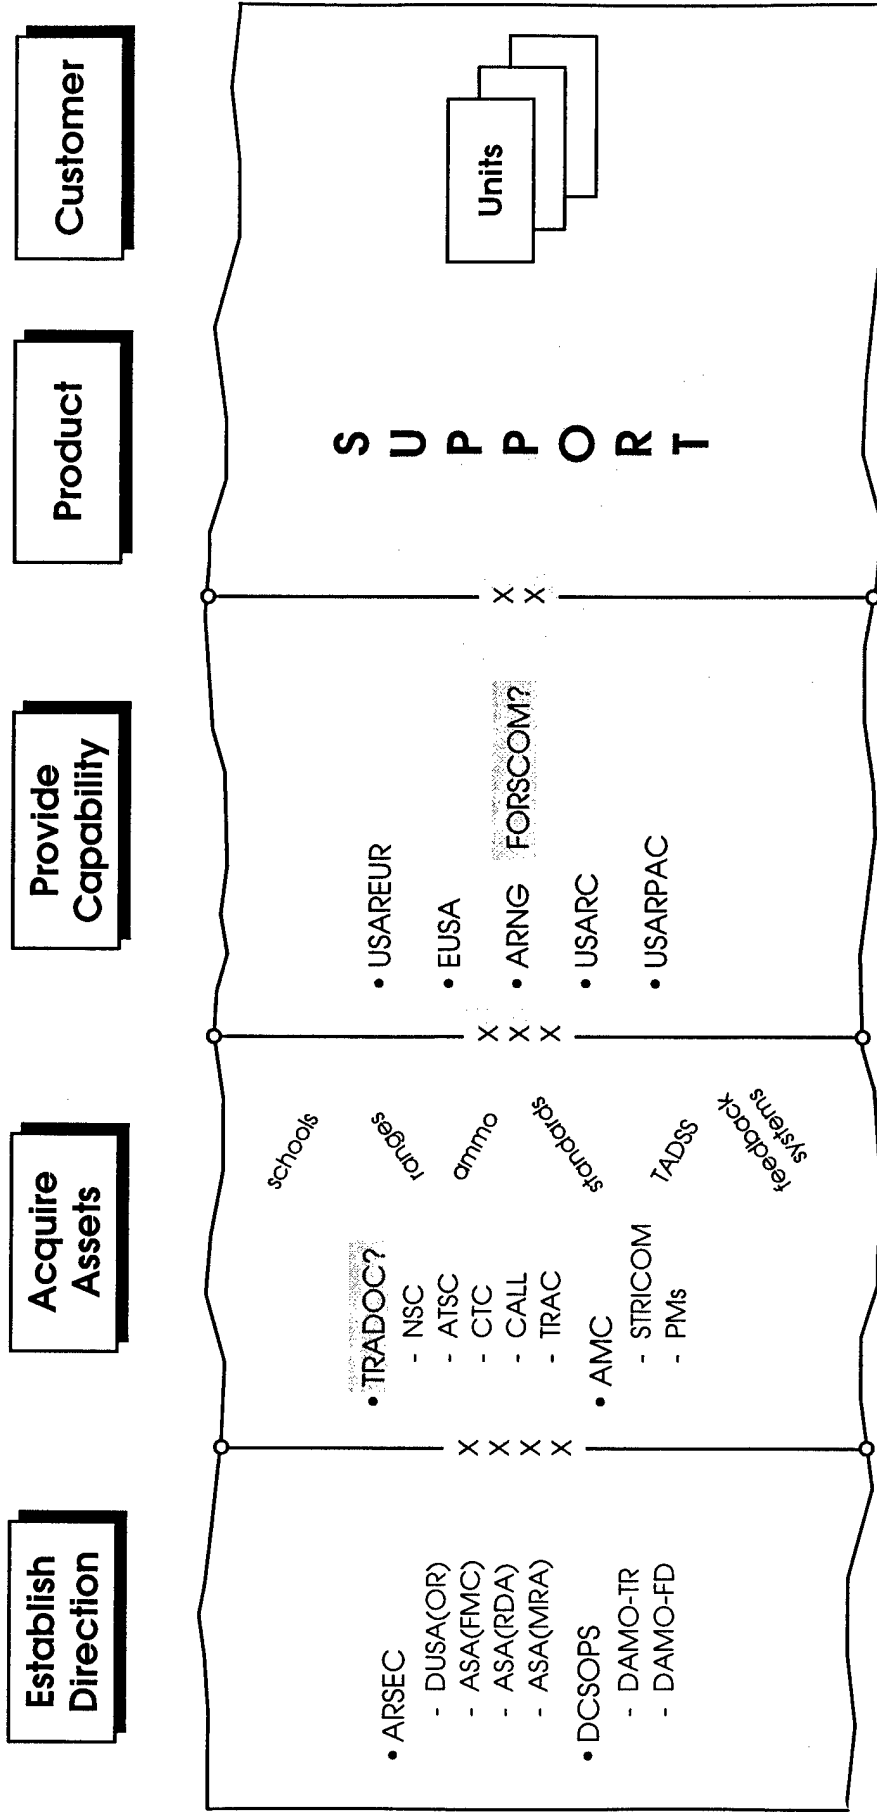 Establish
Direction
Acquire
Assets
Provide
Capability
Product
Customer
• ARSEC
- DUSA(OR)
- ASA(FMC)
- ASA(RDA)
- ASA(MRA)
• DCSOPS
- DAMO-TR
- DAMO-FD
X
X
X
X
• TRADOC?
- NSC
- ATSC
- CTC
- CALL
- TRAC
• AMC
- STRICOM
- PMs
schools
ranges
ammo
standards
TADSS
feedback
systems
X
X
X
• USAREUR
• EUSA
• ARNG FORSCOM?
• USARC
• USARPAC
X
X
S
U
P
P
O
R
T
Units